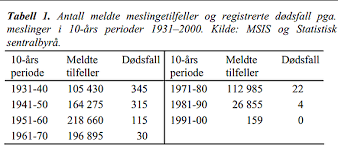 Tabell 1. Antall meldte meslingetilfeller og registrerte dødsfall pga.
meslinger i 10-års perioder 1931–2000. Kilde: MSIS og Statistisk
sentralbyrå.
10-års periode Meldte tilfeller Dødsfall 10-års periode Meldte tilfeller Dødsfall
1931-40 105 430 345 1971-80 112 985 22
1941-50 164 275 315 1981-90 26 855 4
1951-60 218 660 115 1991-00 159 0
1961-70 196 895 30